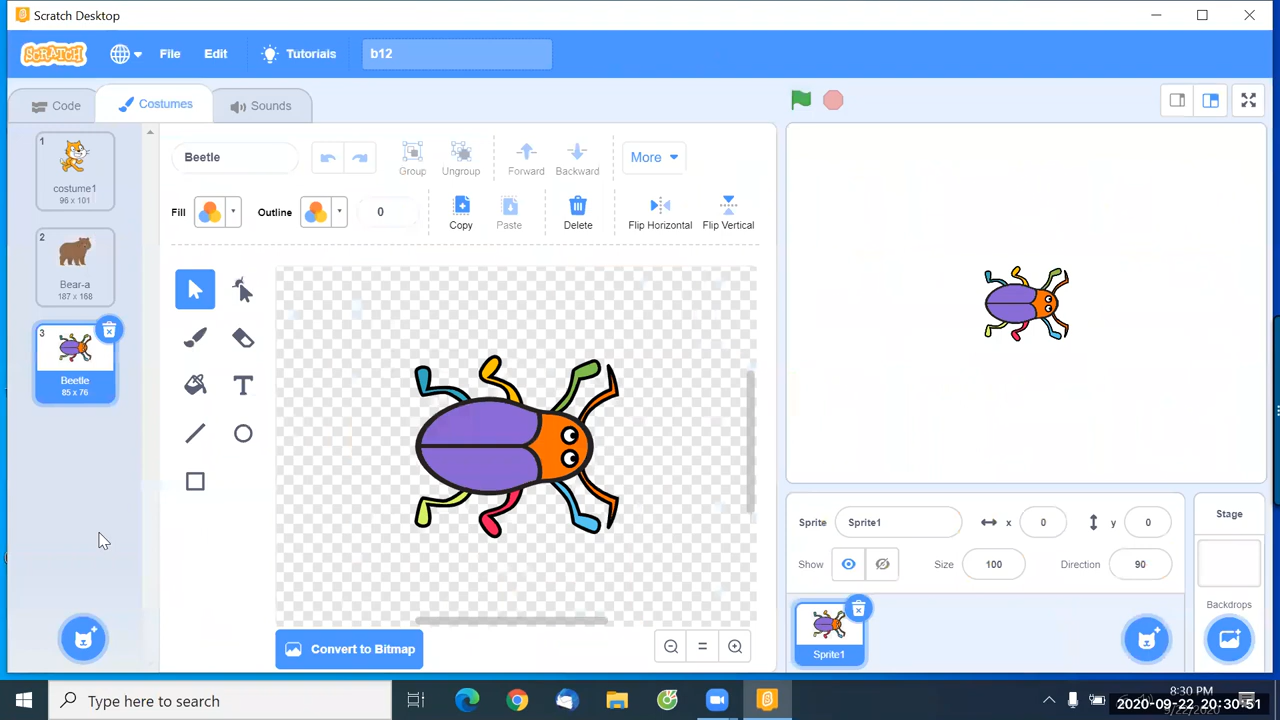 Scratch Desktop
SCRATCH File Edit Tutorials b12
Code Costumes Sounds
1
costume1
96 x 101
2
Bear-a
187 x 168
3
Beetle
85 x 76
Beetle Group Ungroup Forward Backward More
Fill Outline 0 Copy Paste Delete Flip Horizontal Flip Vertical
T
Convert to Bitmap
Sprite Sprite1 x 0 y 0
Show Size 100 Direction 90
Sprite1
Stage
Backdrops
Type here to search
8:30 PM
2020-09-22 20:30:51